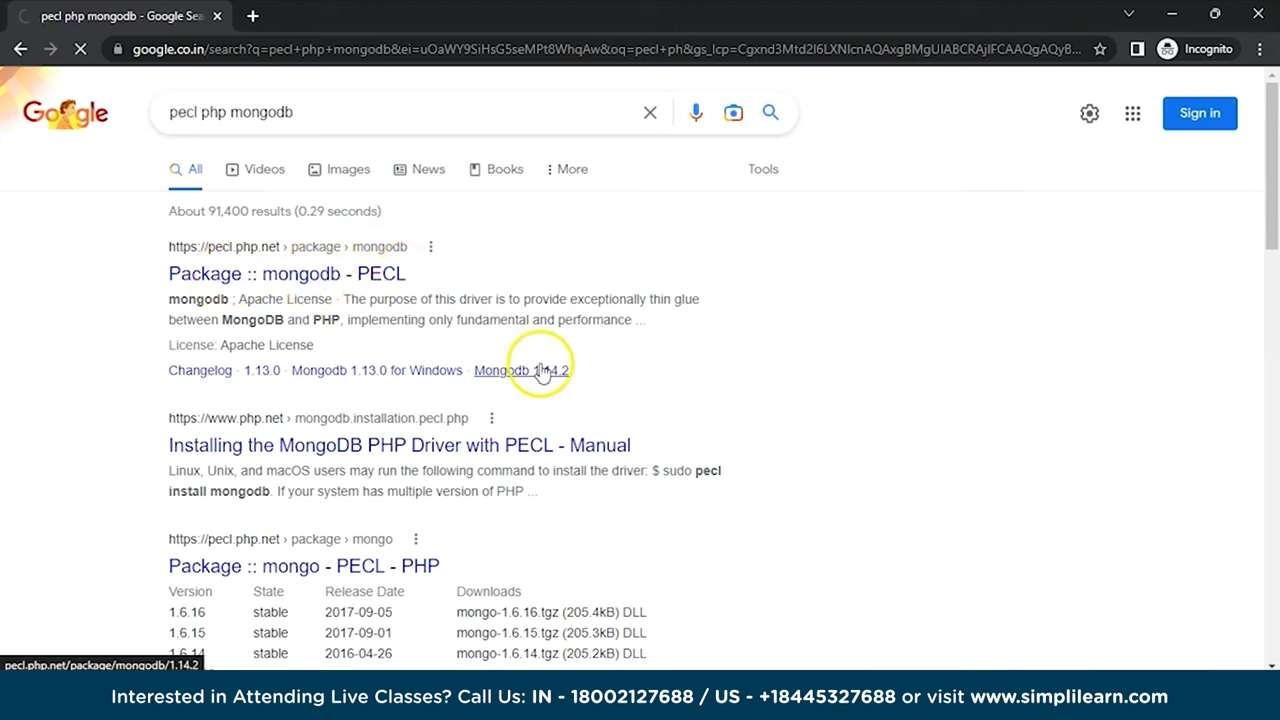 pecl php mongodb - Google Sea
google.co.in/search?q=pecl+php+mongodb&ei=uOaWY9SiHsG5seMPt8WhqAw&oq=pecl+ph&gs_lcp=Cgxnd3Mtd2l6LXNlcnAQAxgBMgUIABCRAjIFCAAQgAQyB...
Incognito
Google
pecl php mongodb
Sign in
All Videos Images News Books More Tools
About 91,400 results (0.29 seconds)
https://pecl.php.net › package › mongodb
Package :: mongodb - PECL
mongodb ; Apache License · The purpose of this driver is to provide exceptionally thin glue
between MongoDB and PHP, implementing only fundamental and performance ...
License: Apache License
Changelog · 1.13.0 · Mongodb 1.13.0 for Windows · Mongodb 1.14.2
https://www.php.net › mongodb.installation.pecl.php
Installing the MongoDB PHP Driver with PECL - Manual
Linux, Unix, and macOS users may run the following command to install the driver: $ sudo pecl
install mongodb. If your system has multiple version of PHP ...
https://pecl.php.net › package › mongo
Package :: mongo - PECL - PHP
Version State Release Date Downloads
1.6.16 stable 2017-09-05 mongo-1.6.16.tgz (205.4kB) DLL
1.6.15 stable 2017-09-01 mongo-1.6.15.tgz (205.3kB) DLL
1.6.14 stable 2016-04-26 mongo-1.6.14.tgz (205.2kB) DLL
pecl.php.net/package/mongodb/1.14.2
Interested in Attending Live Classes? Call Us: IN - 18002127688 / US - +18445327688 or visit www.simplilearn.com